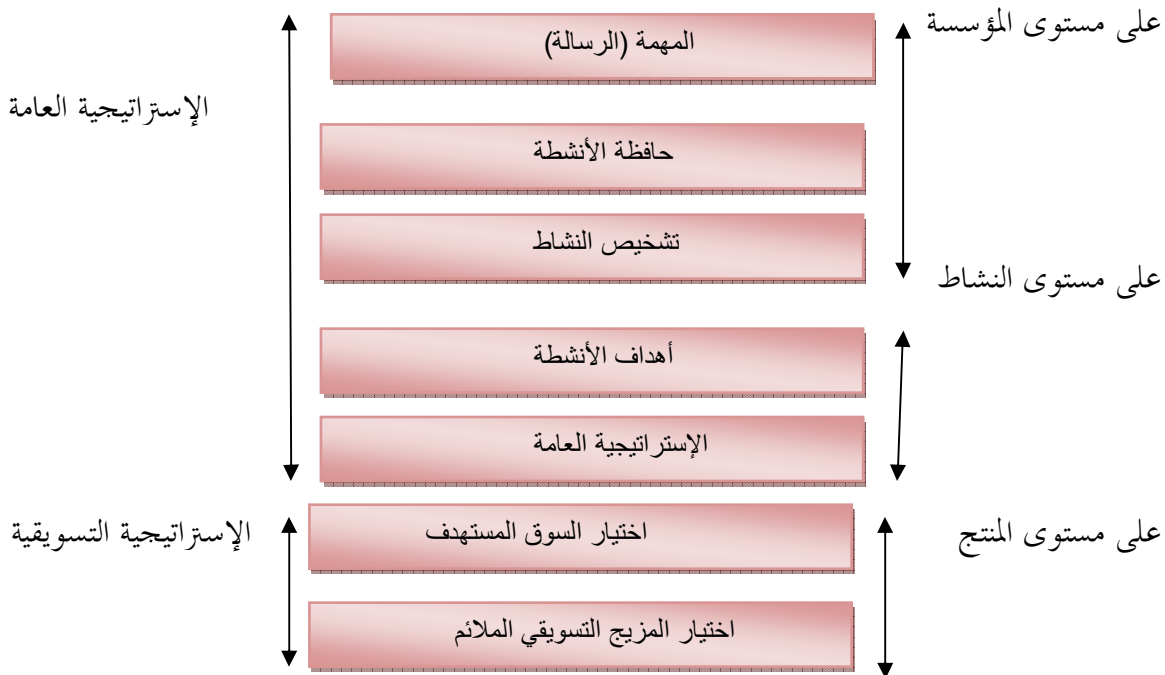 على مستوى المؤسسة
المهمة (الرسالة)
الإستراتيجية العامة
حافظة الأنشطة
تشخيص النشاط
على مستوى النشاط
أهداف الأنشطة
الإستراتيجية العامة
على مستوى المنتج
اختيار السوق المستهدف
الإستراتيجية التسويقية
اختيار المزيج التسويقي الملائم